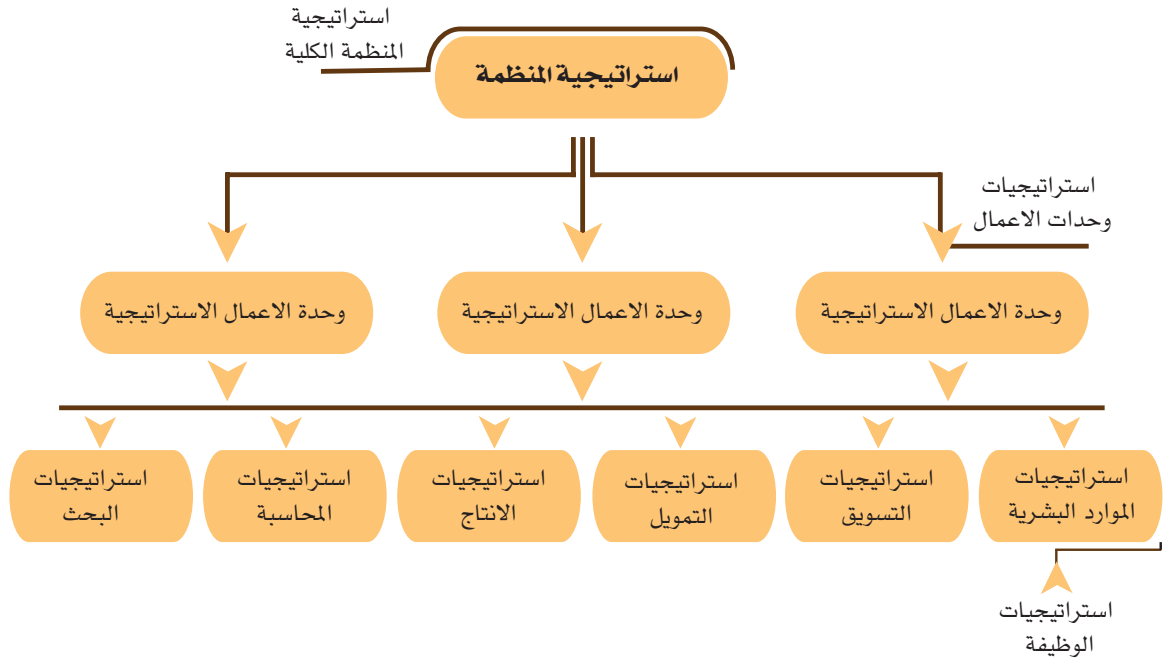 استراتيجية
المنظمة الكلية
استراتيجية المنظمة
استراتيجيات
وحدات الاعمال
وحدة الاعمال الاستراتيجية
وحدة الاعمال الاستراتيجية
وحدة الاعمال الاستراتيجية
استراتيجيات
الموارد البشرية
استراتيجيات
التسويق
استراتيجيات
التمويل
استراتيجيات
الانتاج
استراتيجيات
المحاسبة
استراتيجيات
البحث
استراتيجيات
الوظيفة